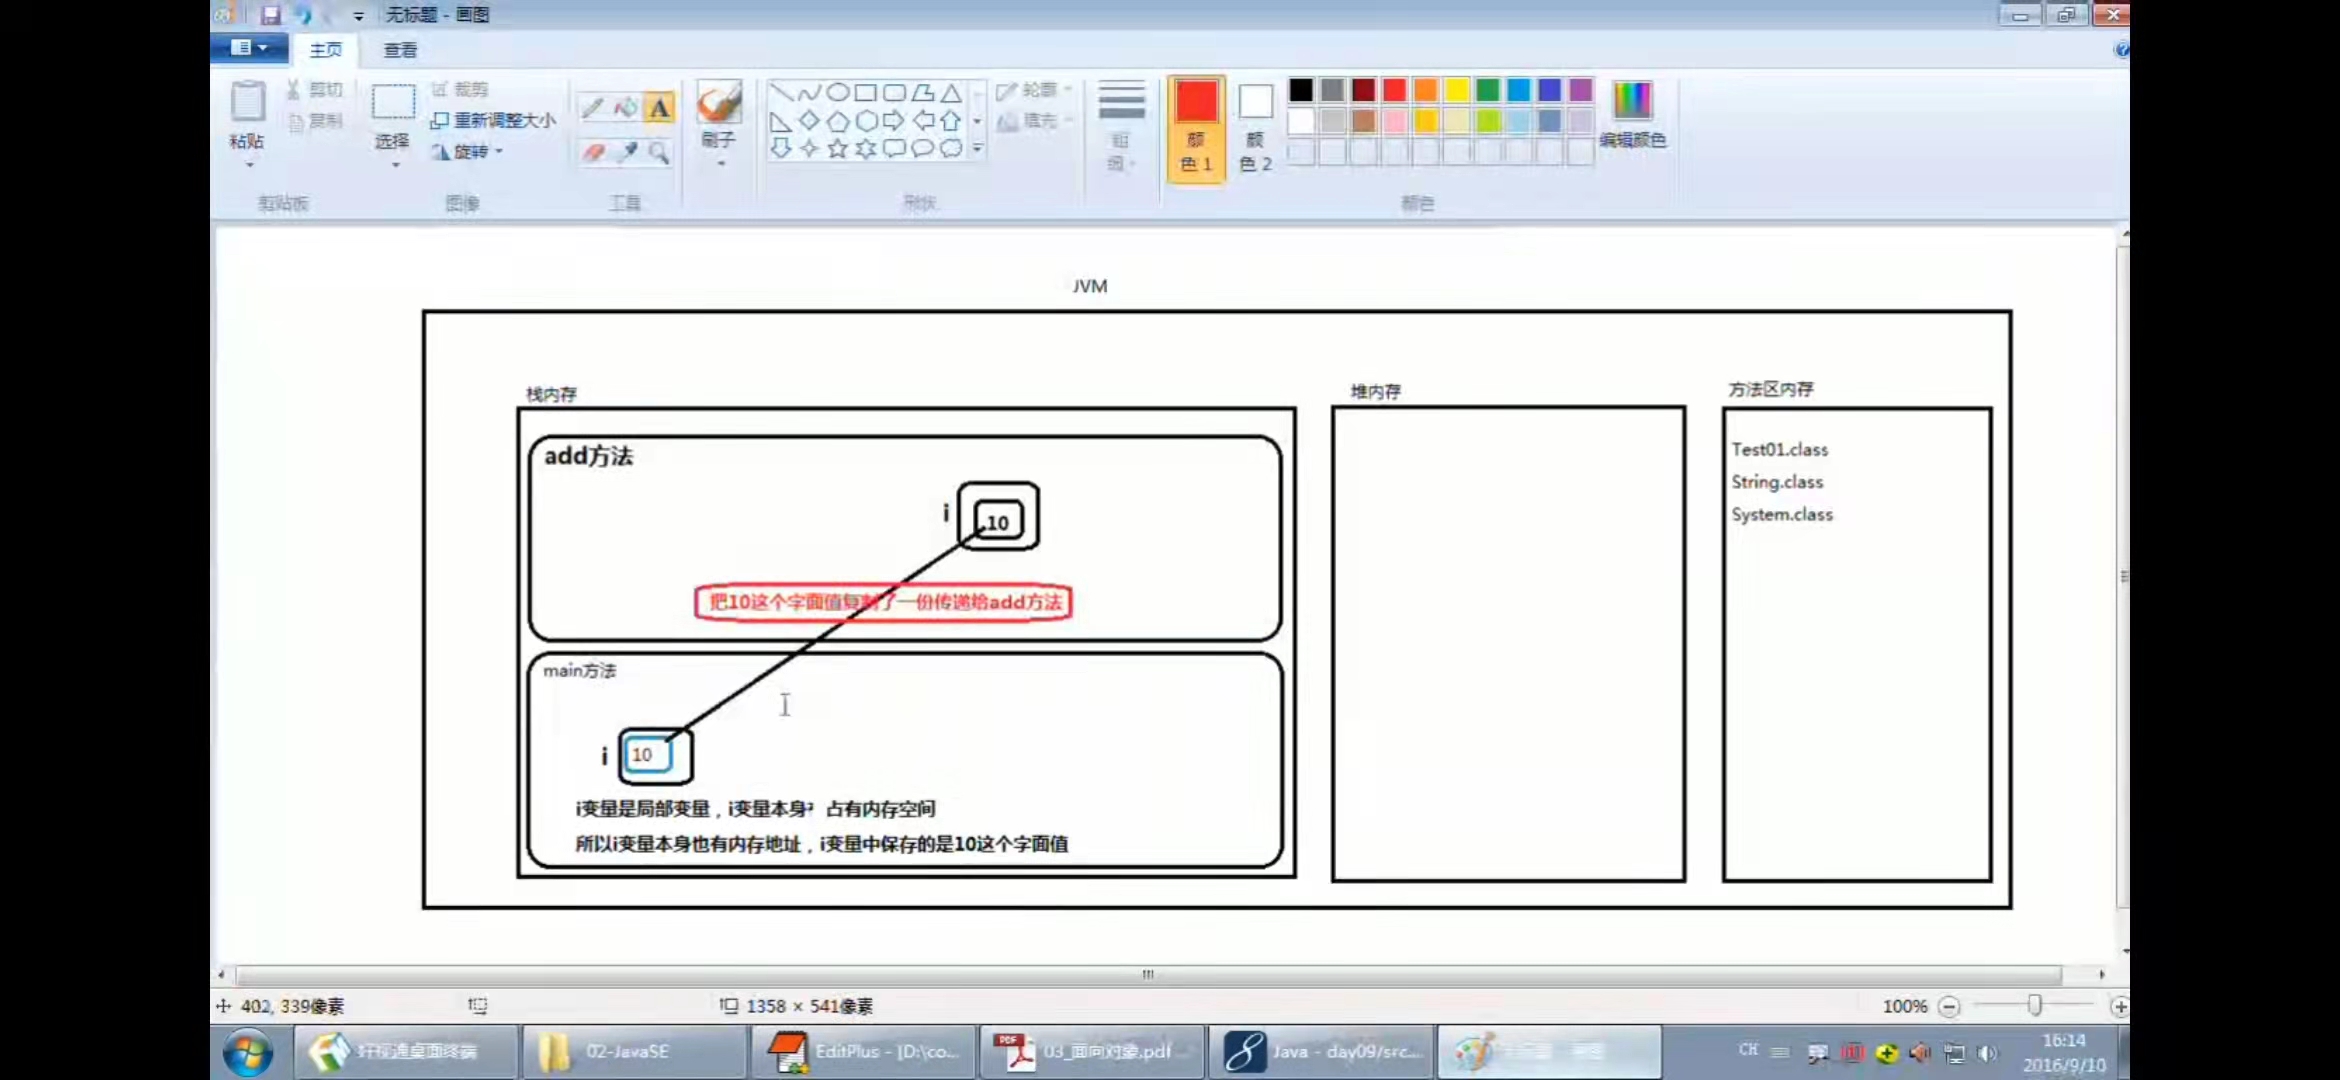 无标题 - 画图
主页
查看
粘贴
剪切
复制
选择
裁剪
重新调整大小
旋转
A
刷子
轮廓
填充
粗
细
颜
色 1
颜
色 2
编辑颜色
剪贴板
图像
工具
形状
颜色
JVM
栈内存
堆内存
方法区内存
add方法
i
10
把10这个字面值复制了一份传递给add方法
main方法
i
10
i变量是局部变量，i变量本身? 占有内存空间
所以i变量本身也有内存地址，i变量中保存的是10这个字面值
Test01.class
String.class
System.class
402, 339像素
1358 × 541像素
100%
02-JavaSE
EditPlus - [D:\co...
PDF
03_面向对象.pdf
Java - day09/src...
CH
16:14
2016/9/10